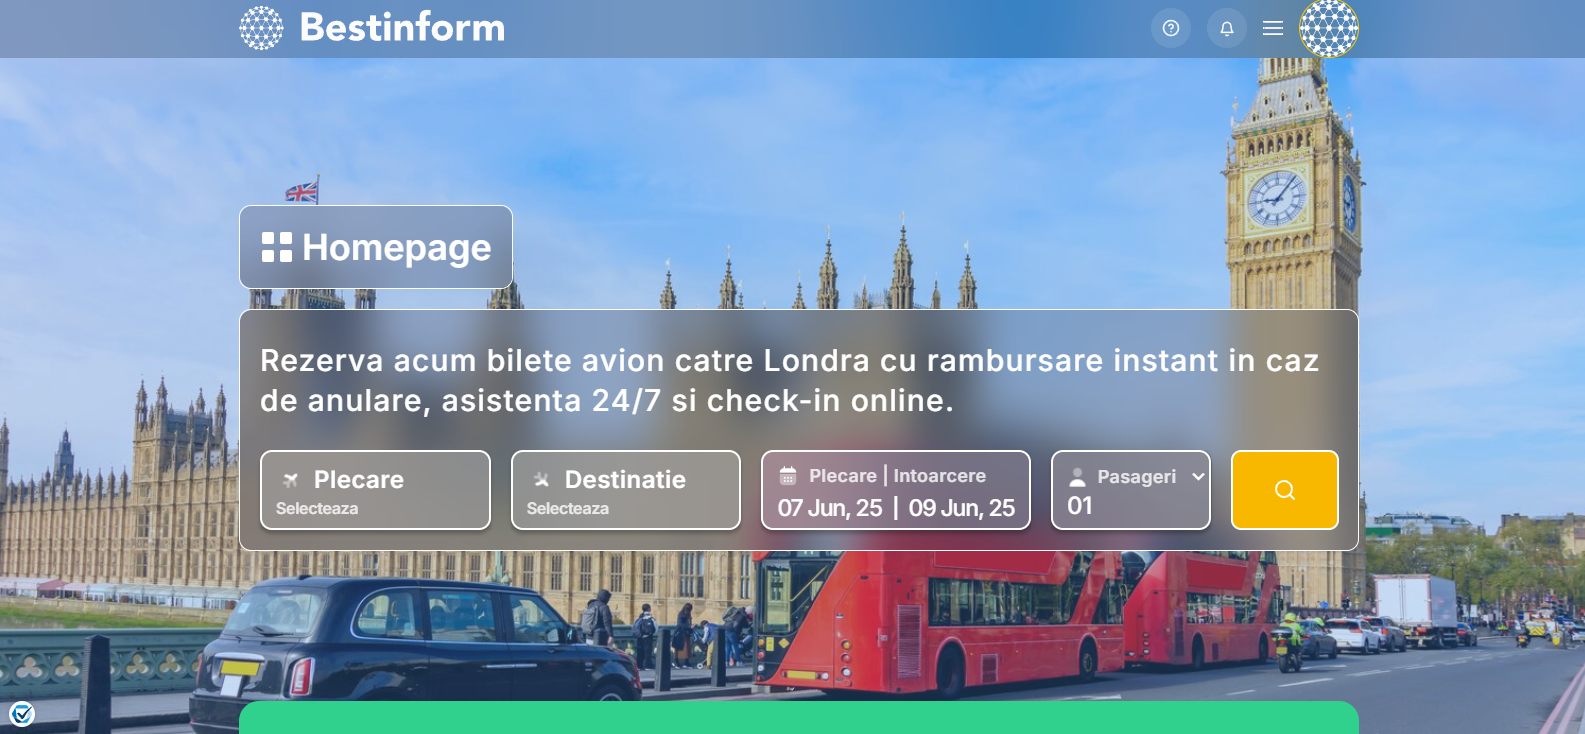 Bestinform
Homepage
Rezerva acum bilete avion catre Londra cu rambursare instant in caz
de anulare, asistenta 24/7 si check-in online.
Plecare
Selecteaza
Destinatie
Selecteaza
Plecare | Intoarcere
07 Jun, 25 | 09 Jun, 25
Pasageri
01